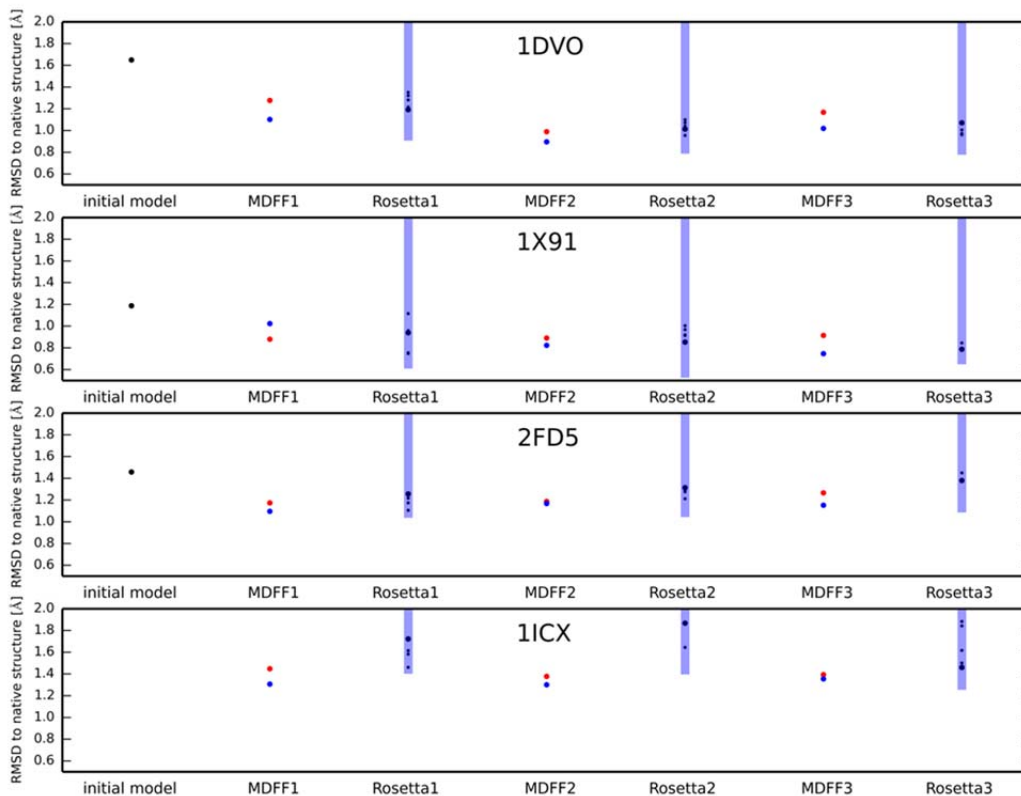 RMSD to native structure [Å]
2.0
1.8
1.6
1.4
1.2
1.0
0.8
0.6
1DVO
initial model MDFF1 Rosetta1 MDFF2 Rosetta2 MDFF3 Rosetta3
RMSD to native structure [Å]
2.0
1.8
1.6
1.4
1.2
1.0
0.8
0.6
1X91
initial model MDFF1 Rosetta1 MDFF2 Rosetta2 MDFF3 Rosetta3
RMSD to native structure [Å]
2.0
1.8
1.6
1.4
1.2
1.0
0.8
0.6
2FD5
initial model MDFF1 Rosetta1 MDFF2 Rosetta2 MDFF3 Rosetta3
RMSD to native structure [Å]
2.0
1.8
1.6
1.4
1.2
1.0
0.8
0.6
1ICX
initial model MDFF1 Rosetta1 MDFF2 Rosetta2 MDFF3 Rosetta3